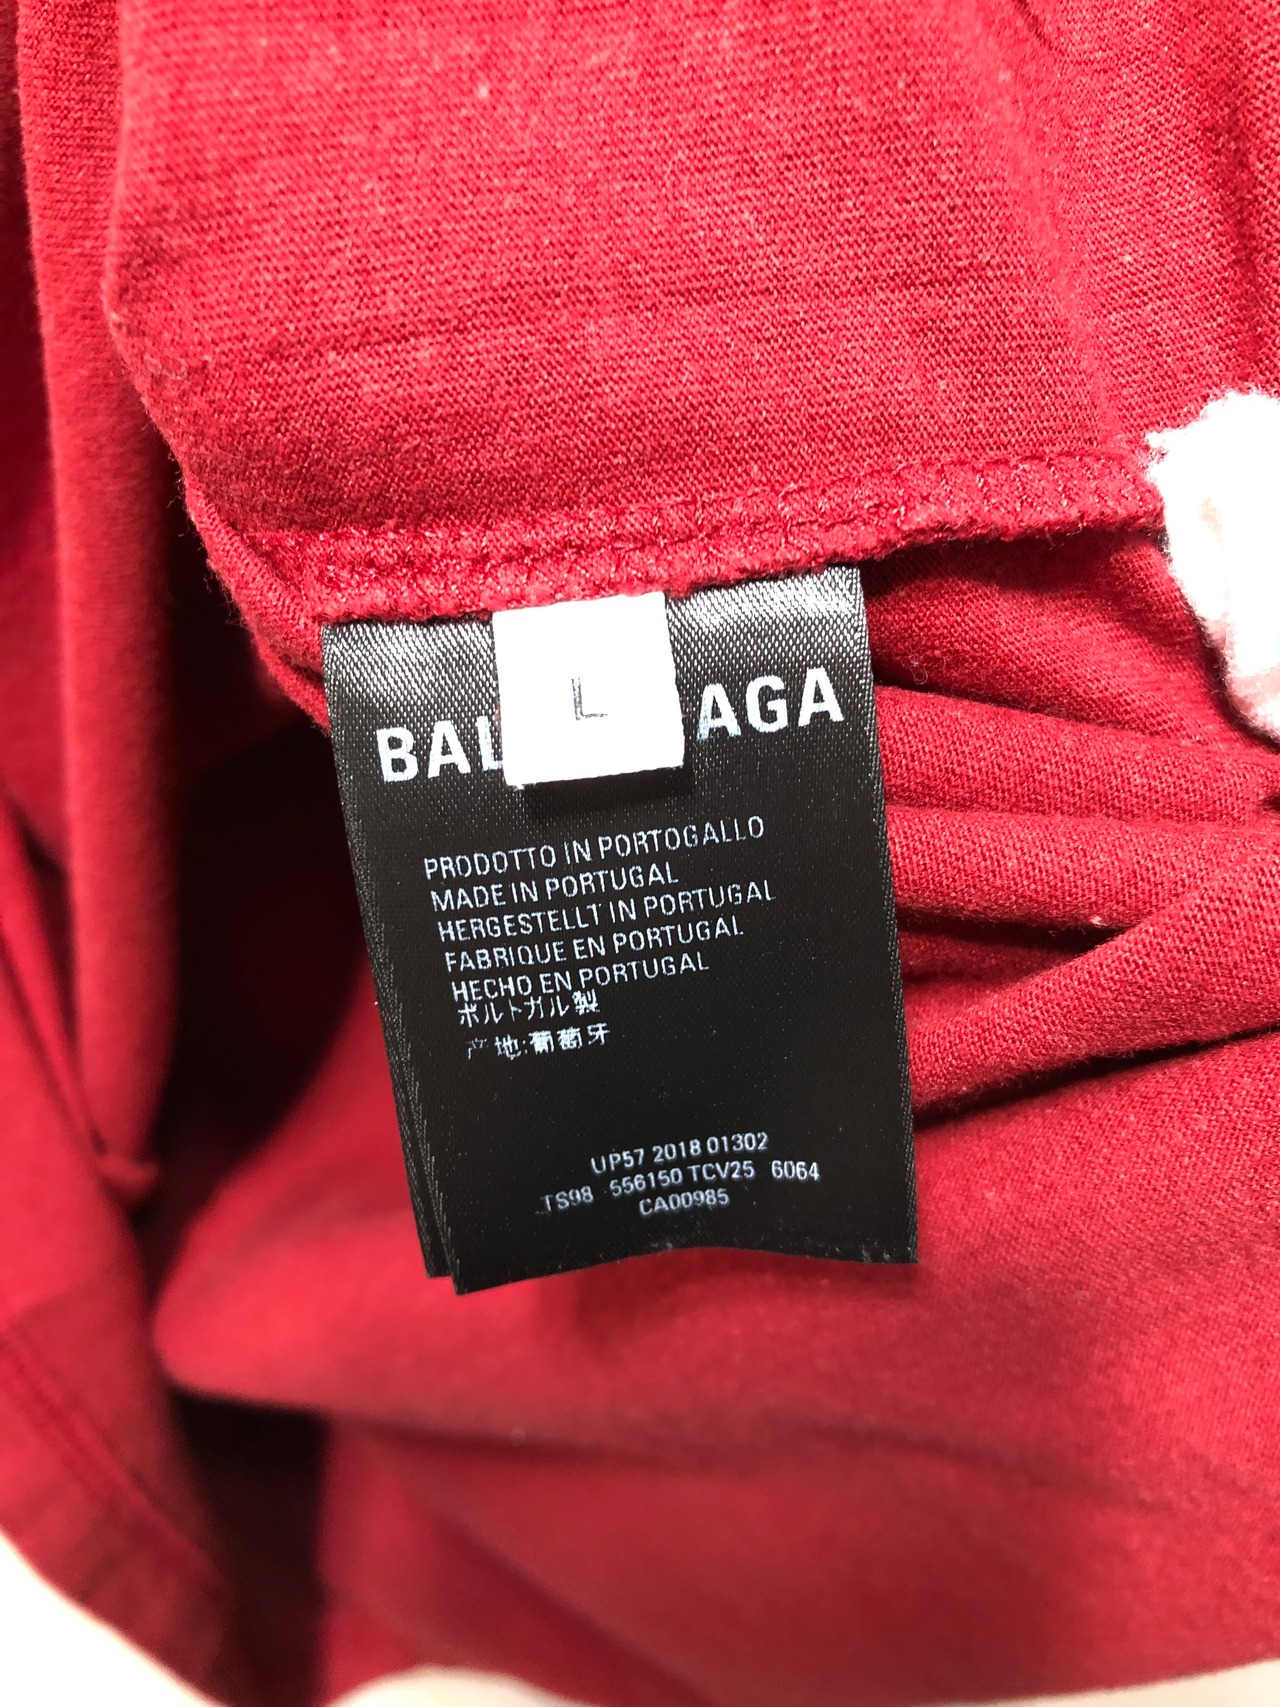 L
BAL AGA
PRODOTTO IN PORTOGALLO
MADE IN PORTUGAL
HERGESTELLT IN PORTUGAL
FABRIQUE EN PORTUGAL
HECHO EN PORTUGAL
ポルトガル製
产地:葡萄牙
UP57 2018 01302
TS98 556150 TCV25 6064
CA00985